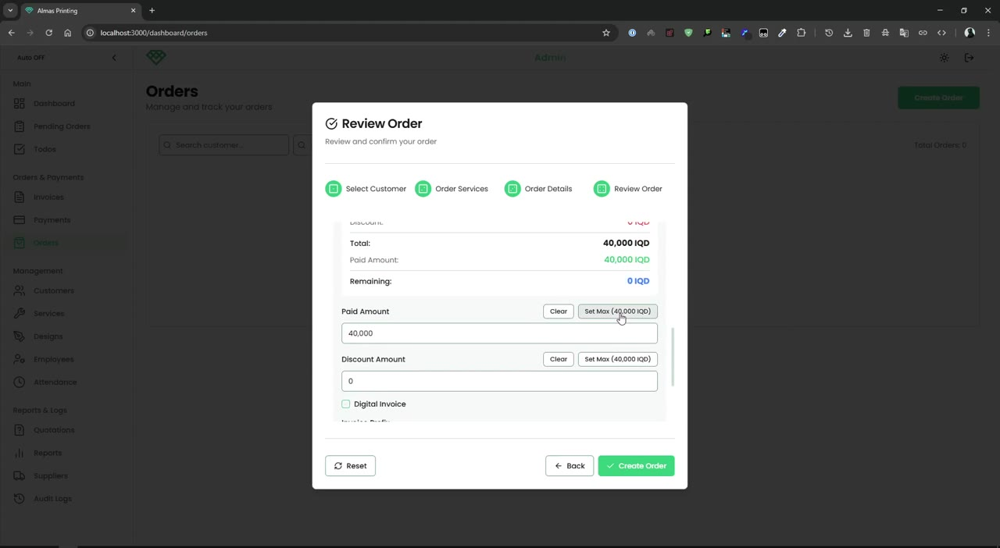 Almas Printing
localhost:3000/dashboard/orders
Auto OFF
Admin
Main
Dashboard
Pending Orders
Todos
Orders & Payments
Invoices
Payments
Orders
Management
Customers
Services
Designs
Employees
Attendance
Reports & Logs
Quotations
Reports
Suppliers
Audit Logs
Orders
Manage and track your orders
Create Order
Search customer...
Total Orders: 0
Review Order
Review and confirm your order
Select Customer
Order Services
Order Details
Review Order
Discount: 0 IQD
Total: 40,000 IQD
Paid Amount: 40,000 IQD
Remaining: 0 IQD
Paid Amount Clear Set Max (40,000 IQD)
40,000
Discount Amount Clear Set Max (40,000 IQD)
0
Digital Invoice
Invoice Prefix
Reset
Back
Create Order